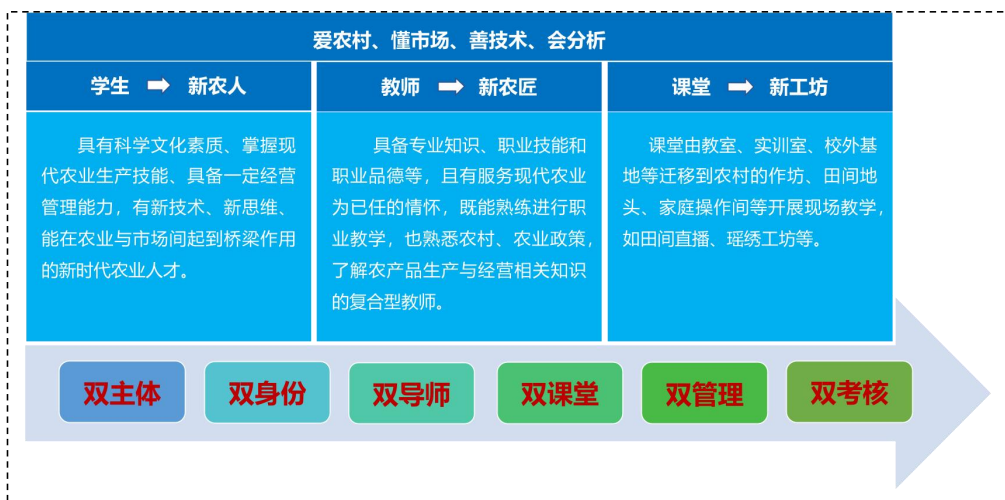 爱农村、懂市场、善技术、会分析
学生 ➡ 新农人
教师 ➡ 新农匠
课堂 ➡ 新工坊
具有科学文化素质、掌握现
代农业生产技能、具备一定经营
管理能力，有新技术、新思维、
能在农业与市场间起到桥梁作用
的新时代农业人才。
具备专业知识、职业技能和
职业品德等，且有服务现代农业
为已任的情怀，既能熟练进行职
业教学，也熟悉农村、农业政策，
了解农产品生产与经营相关知识
的复合型教师。
课堂由教室、实训室、校外基
地等迁移到农村的作坊、田间地
头、家庭操作间等开展现场教学，
如田间直播、瑶绣工坊等。
双主体 双身份 双导师 双课堂 双管理 双考核